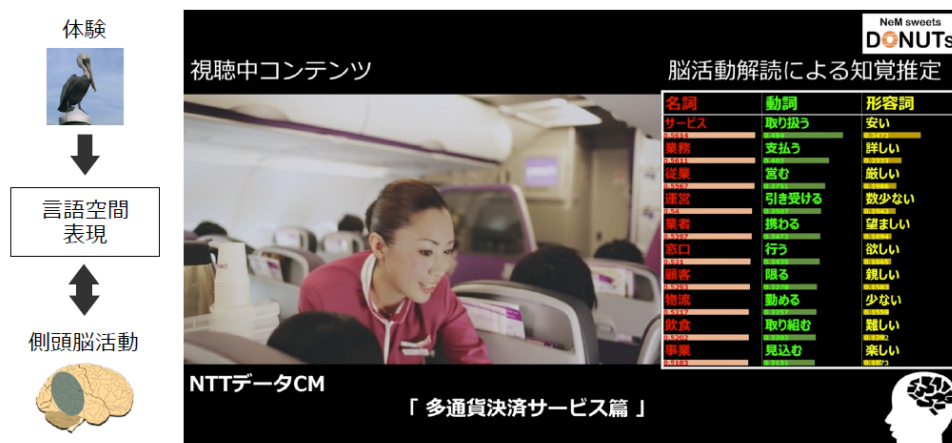 体験
言語空間
表現
側頭脳活動
NeM sweets
DONUTs
視聴中コンテンツ
脳活動解読による知覚推定
名詞 動詞 形容詞
サービス 取り扱う 安い
業務 支払う 詳しい
従業 営む 厳しい
運営 引き受ける 数少ない
業者 携わる 望ましい
窓口 行う 欲しい
顧客 限る 親しい
物流 勤める 少ない
飲食 取り組む 難しい
事業 見込む 楽しい
NTTデータCM
「 多通貨決済サービス篇 」